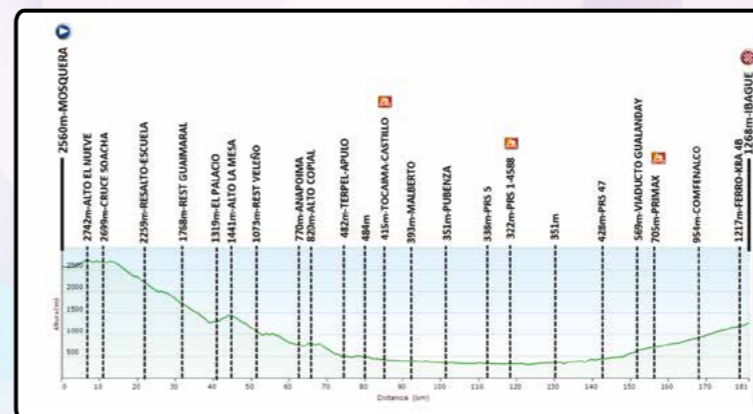 2560m-MOSQUERA
2742m-ALTO EL NUEVE
2699m-CRUCE SOACHA
2259m-RESALTO-ESCUELA
1768m-REST GUAIMARAL
1319m-EL PALACIO
1441m-ALTO LA MESA
1073m-REST VELEÑO
770m-ANAPOIMA
820m-ALTO COPIAL
482m-TERPEL-APULO
484m
415m-TOCAIMA-CASTILLO
393m-MALBERTO
351m-PUBENZA
338m-PRS 5
322m-PRS 1-4588
351m
428m-PRS 47
569m-VIADUCTO GUALANDAY
705m-PRIMAX
954m-COMFENALCO
1217m-FERRO-KRA 4B
1268m-IBAGUE
Altura (m)
2500
2000
1500
1000
500
0 10 20 30 40 50 60 70 80 90 100 110 120 130 140 150 160 170 180
Distancia (km)